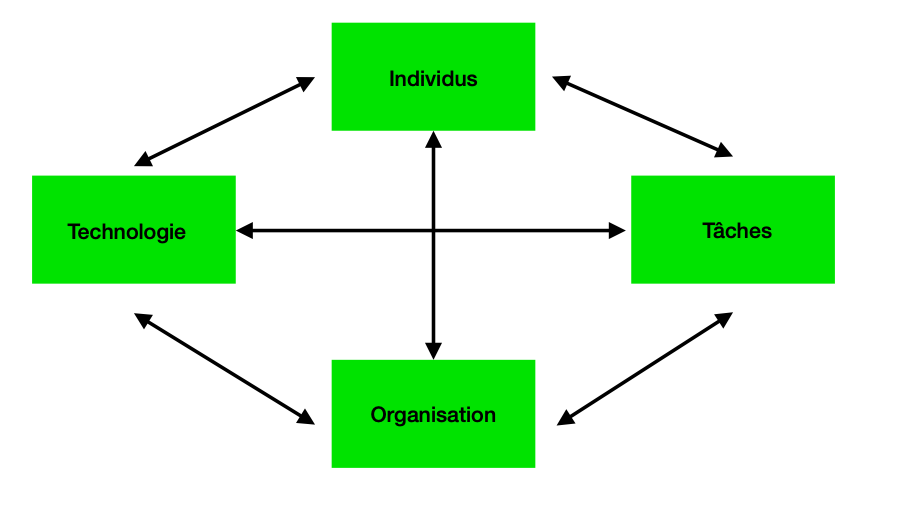 Individus
Technologie
Tâches
Organisation